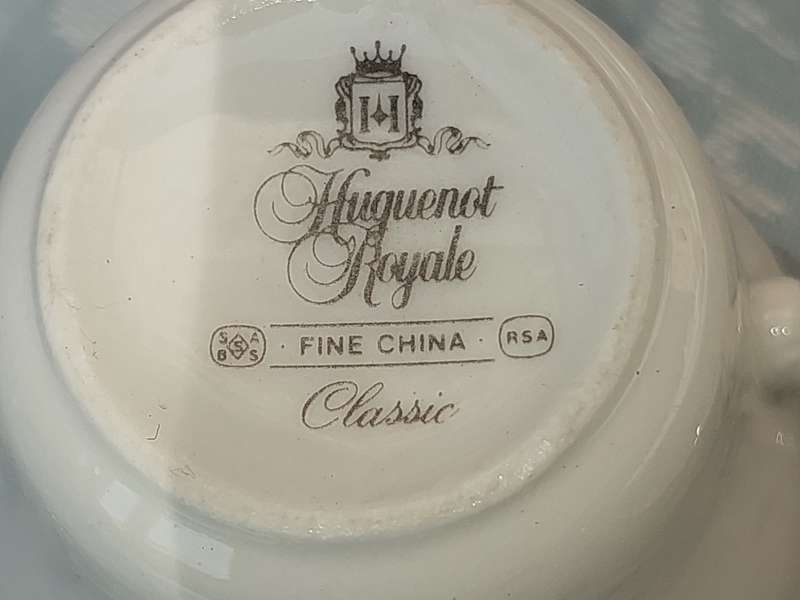 H
Huguenot
Royale
S A S B S · FINE CHINA · RSA
Classic